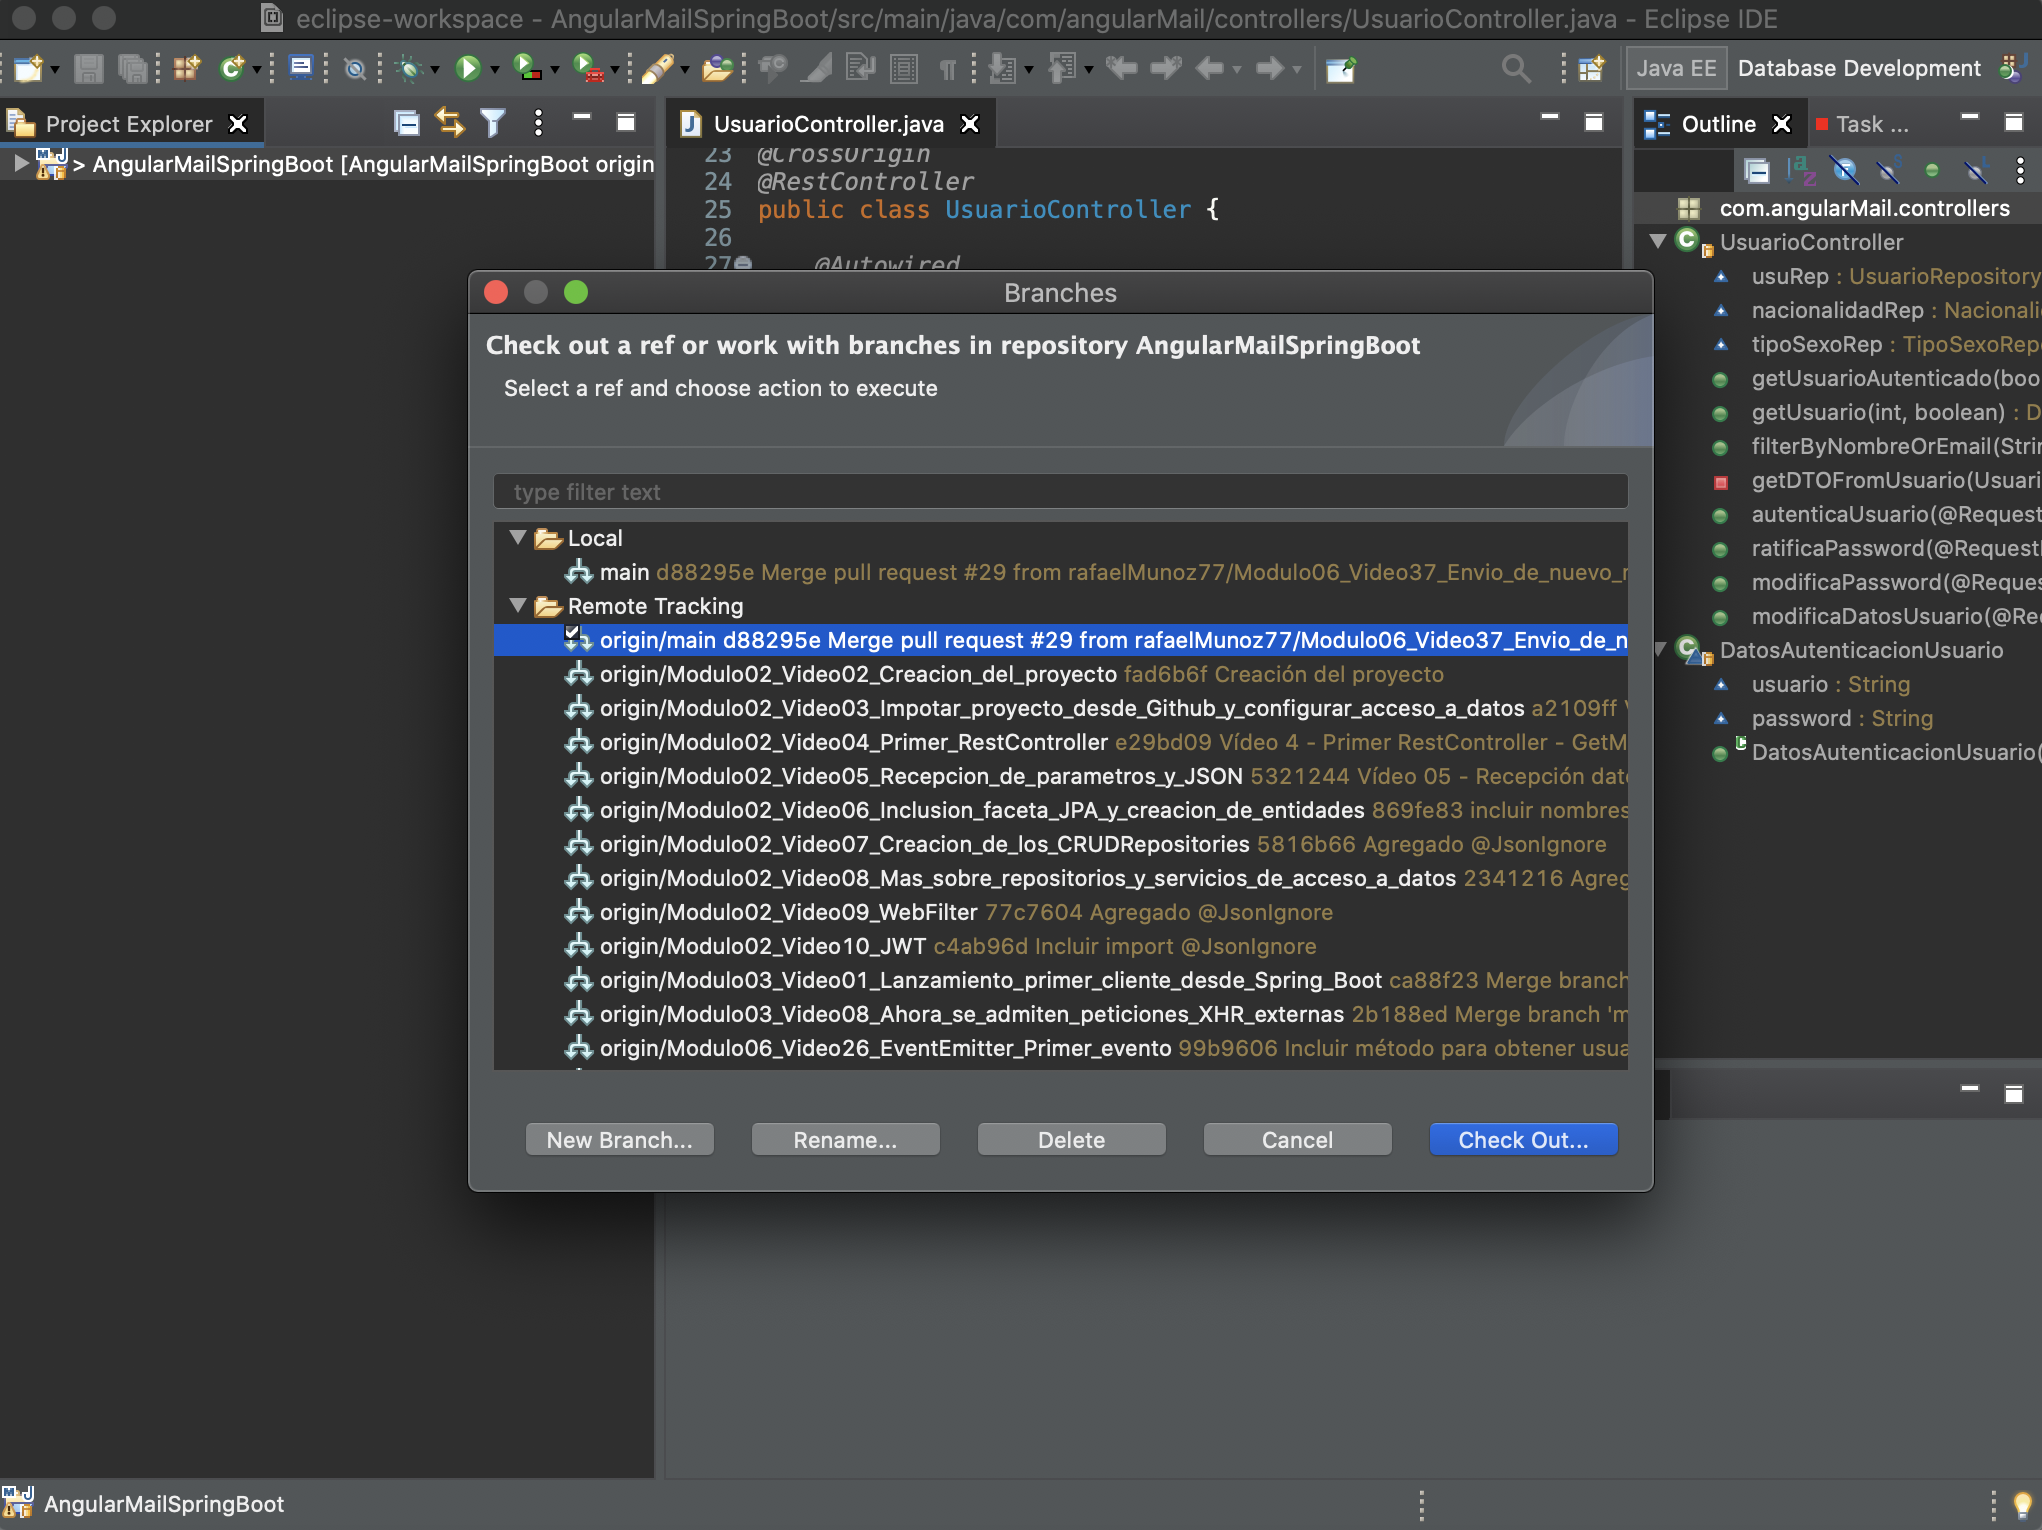 eclipse-workspace - AngularMailSpringBoot/src/main/java/com/angularMail/controllers/UsuarioController.java - Eclipse IDE
Java EE
Database Development
Project Explorer
> AngularMailSpringBoot [AngularMailSpringBoot origin
UsuarioController.java
23 @CrossOrigin
24 @RestController
25 public class UsuarioController {
26
27 @Autowired
Branches
Check out a ref or work with branches in repository AngularMailSpringBoot
Select a ref and choose action to execute
type filter text
Local
main d88295e Merge pull request #29 from rafaelMunoz77/Modulo06_Video37_Envio_de_nuevo_r
Remote Tracking
origin/main d88295e Merge pull request #29 from rafaelMunoz77/Modulo06_Video37_Envio_de_n
origin/Modulo02_Video02_Creacion_del_proyecto fad6b6f Creación del proyecto
origin/Modulo02_Video03_Impotar_proyecto_desde_Github_y_configurar_acceso_a_datos a2109ff
origin/Modulo02_Video04_Primer_RestController e29bd09 Vídeo 4 - Primer RestController - GetM
origin/Modulo02_Video05_Recepcion_de_parametros_y_JSON 5321244 Vídeo 05 - Recepción dat
origin/Modulo02_Video06_Inclusion_faceta_JPA_y_creacion_de_entidades 869fe83 incluir nombres
origin/Modulo02_Video07_Creacion_de_los_CRUDRepositories 5816b66 Agregado @JsonIgnore
origin/Modulo02_Video08_Mas_sobre_repositorios_y_servicios_de_acceso_a_datos 2341216 Agreg
origin/Modulo02_Video09_WebFilter 77c7604 Agregado @JsonIgnore
origin/Modulo02_Video10_JWT c4ab96d Incluir import @JsonIgnore
origin/Modulo03_Video01_Lanzamiento_primer_cliente_desde_Spring_Boot ca88f23 Merge branch
origin/Modulo03_Video08_Ahora_se_admiten_peticiones_XHR_externas 2b188ed Merge branch 'm
origin/Modulo06_Video26_EventEmitter_Primer_evento 99b9606 Incluir método para obtener usua
New Branch...
Rename...
Delete
Cancel
Check Out...
Outline
Task ...
com.angularMail.controllers
UsuarioController
usuRep : UsuarioRepository
nacionalidadRep : Nacionali
tipoSexoRep : TipoSexoRep
getUsuarioAutenticado(boo
getUsuario(int, boolean) : D
filterByNombreOrEmail(Strin
getDTOFromUsuario(Usuari
autenticaUsuario(@Request
ratificaPassword(@Request
modificaPassword(@Reques
modificaDatosUsuario(@Re
DatosAutenticacionUsuario
usuario : String
password : String
DatosAutenticacionUsuario(
AngularMailSpringBoot